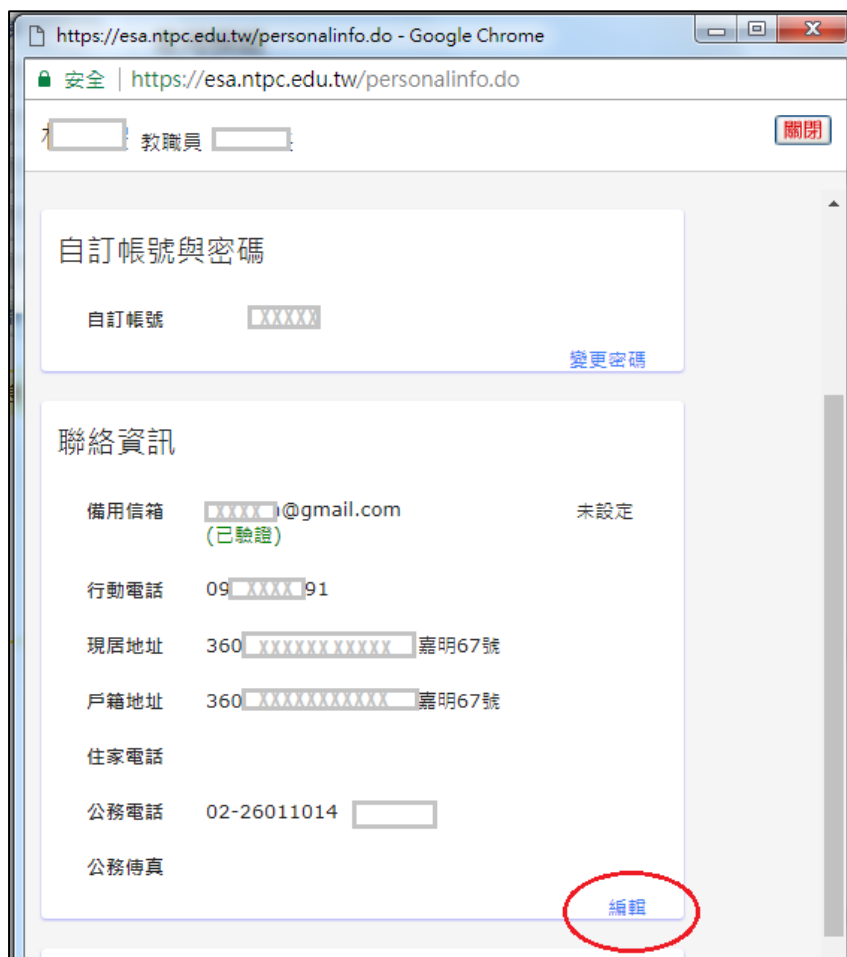 https://esa.ntpc.edu.tw/personalinfo.do - Google Chrome
安全 | https://esa.ntpc.edu.tw/personalinfo.do
教職員
關閉
自訂帳號與密碼
自訂帳號 XXXXX
變更密碼
聯絡資訊
備用信箱 XXXX@gmail.com 未設定
(已驗證)
行動電話 09 XXXX 91
現居地址 360 XXXXXXXXXXX 嘉明67號
戶籍地址 360 XXXXXXXXXXX 嘉明67號
住家電話
公務電話 02-26011014
公務傳真
編輯